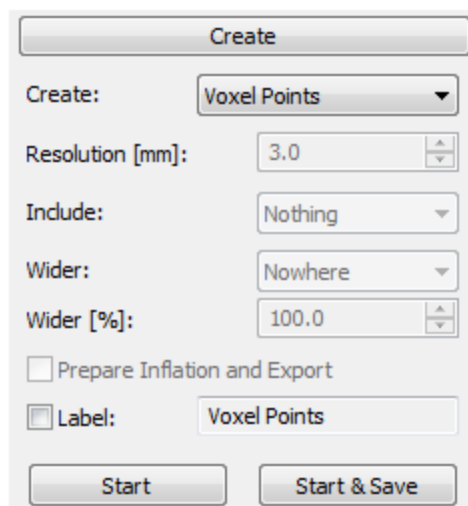 Create
Create: Voxel Points
Resolution [mm]: 3.0
Include: Nothing
Wider: Nowhere
Wider [%]: 100.0
Prepare Inflation and Export
Label: Voxel Points
Start Start & Save